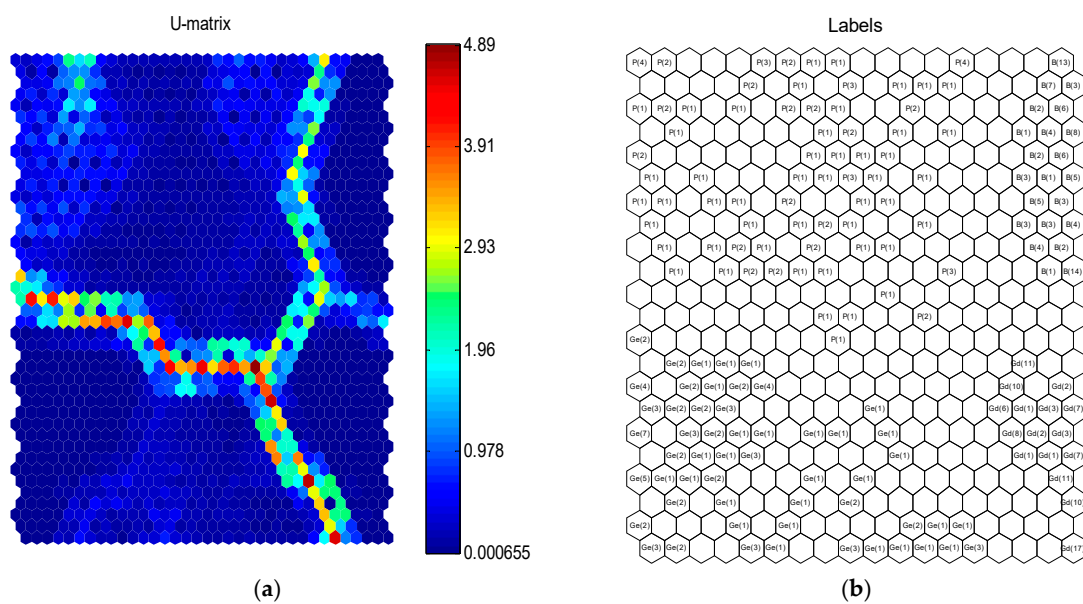 U-matrix
4.89
3.91
2.93
1.96
0.978
0.000655
(a)
Labels
P(4) P(2) P(3) P(2) P(1) P(1) P(4) B(13)
P(2) P(1) P(3) P(1) P(1) P(1) B(7) B(3)
P(1) P(2) P(1) P(1) P(2) P(2) P(1) P(2) B(2) B(6)
P(1) P(1) P(2) P(1) P(1) B(1) B(4) B(8)
P(2) P(1) P(1) P(1) P(1) B(2) B(6)
P(1) P(1) P(1) P(1) P(3) P(1) P(1) B(3) B(1) B(5)
P(1) P(1) P(1) P(2) P(1) P(1) B(5) B(3)
P(1) P(1) P(1) P(2) P(1) P(1) B(3) B(3) B(4)
P(1) P(1) P(2) P(1) P(2) P(1) P(1) B(4) B(2)
P(1) P(1) P(2) P(2) P(1) P(1) P(3) B(1) B(14)
P(1)
P(1) P(1) P(2)
Ge(2) P(1)
Ge(2) Ge(1) Ge(1) Ge(1) Gd(11)
Ge(4) Ge(2) Ge(1) Ge(2) Ge(4) Gd(10) Gd(2)
Ge(3) Ge(2) Ge(2) Ge(3) Ge(1) Gd(6) Gd(1) Gd(3) Gd(7)
Ge(7) Ge(3) Ge(2) Ge(1) Ge(1) Ge(1) Ge(1) Ge(1) Gd(8) Gd(2) Gd(3)
Ge(2) Ge(1) Ge(1) Ge(3) Ge(1) Gd(1) Gd(1) Gd(7)
Ge(5) Ge(1) Ge(1) Ge(2) Ge(1) Ge(1) Gd(11)
Ge(2) Ge(1) Ge(1) Ge(2) Gd(10)
Ge(2) Ge(1) Ge(1) Ge(2) Ge(1) Ge(1)
Ge(3) Ge(2) Ge(3) Ge(1) Ge(3) Ge(1) Ge(1) Ge(1) Ge(1) Ge(3) Gd(17)
(b)